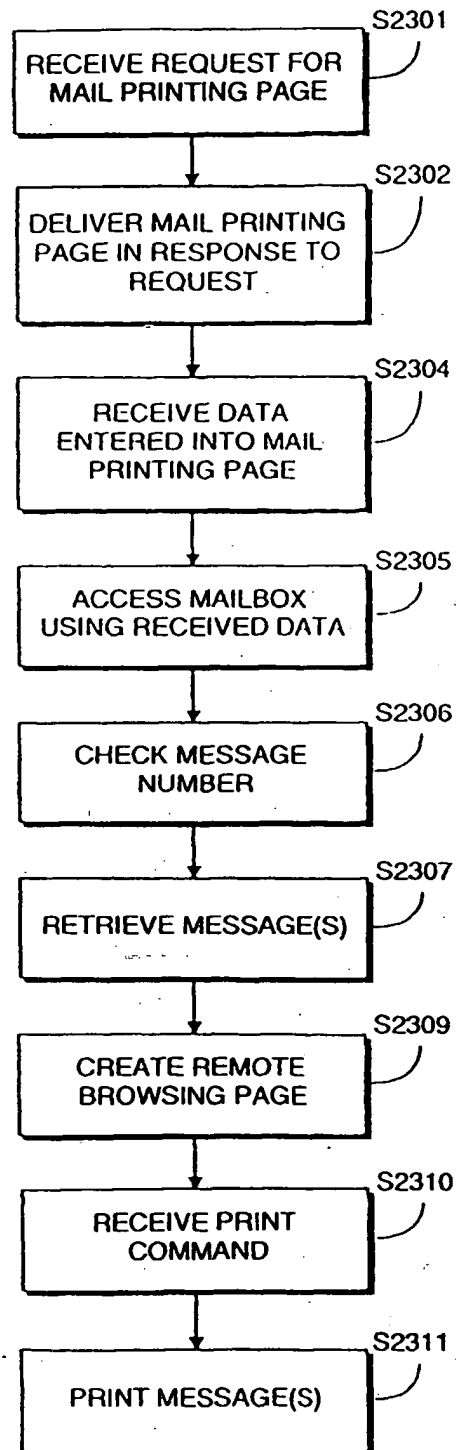 S2301
RECEIVE REQUEST FOR
MAIL PRINTING PAGE
S2302
DELIVER MAIL PRINTING
PAGE IN RESPONSE TO
REQUEST
S2304
RECEIVE DATA
ENTERED INTO MAIL
PRINTING PAGE
S2305
ACCESS MAILBOX
USING RECEIVED DATA
S2306
CHECK MESSAGE
NUMBER
S2307
RETRIEVE MESSAGE(S)
S2309
CREATE REMOTE
BROWSING PAGE
S2310
RECEIVE PRINT
COMMAND
S2311
PRINT MESSAGE(S)